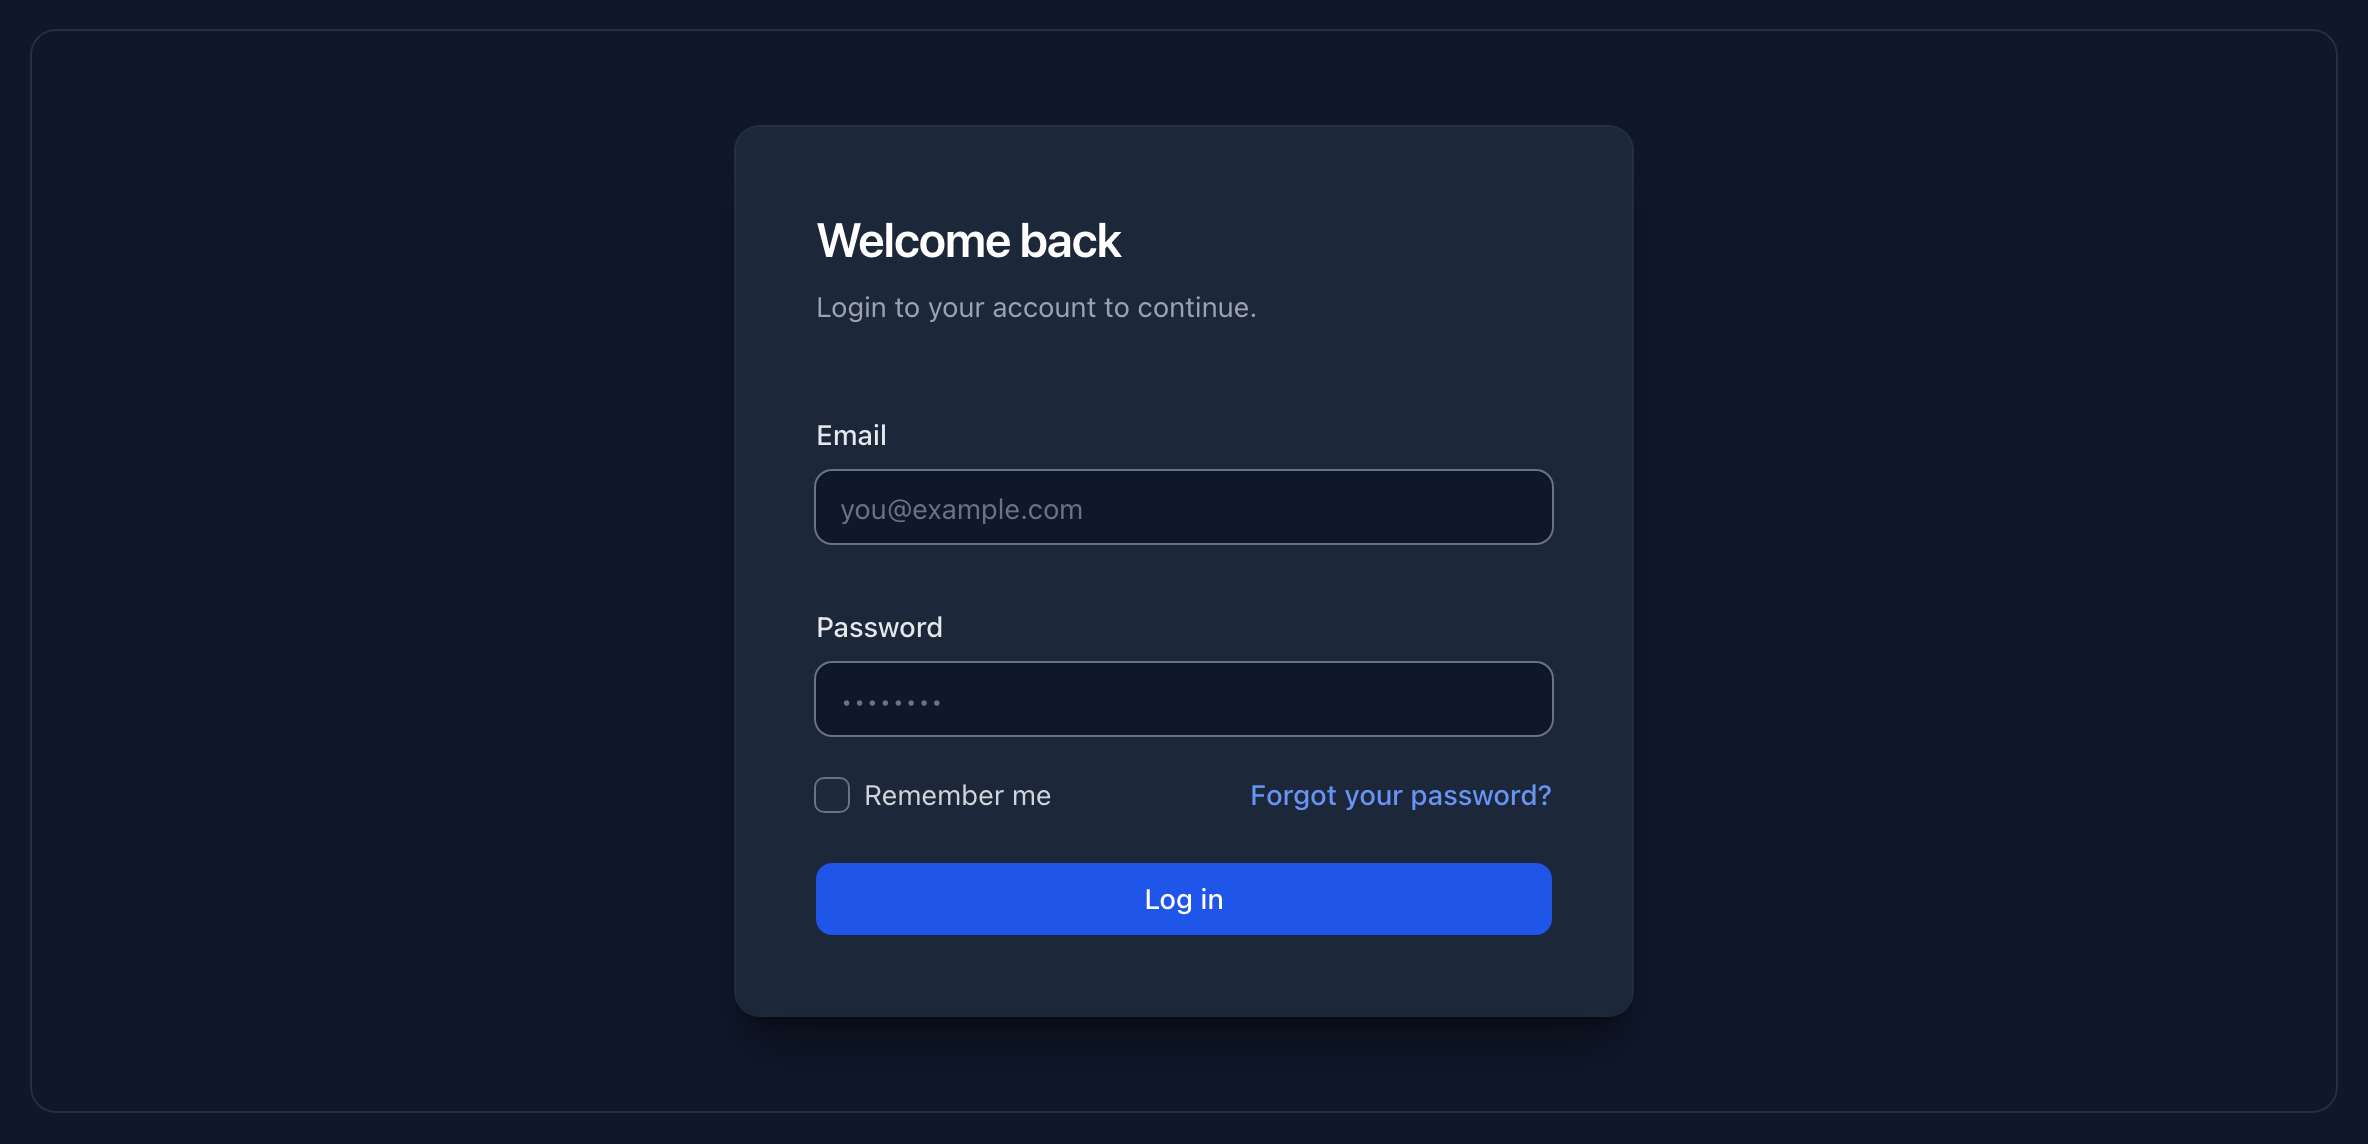 Welcome back
Login to your account to continue.
Email
you@example.com
Password
••••••••
Remember me
Forgot your password?
Log in